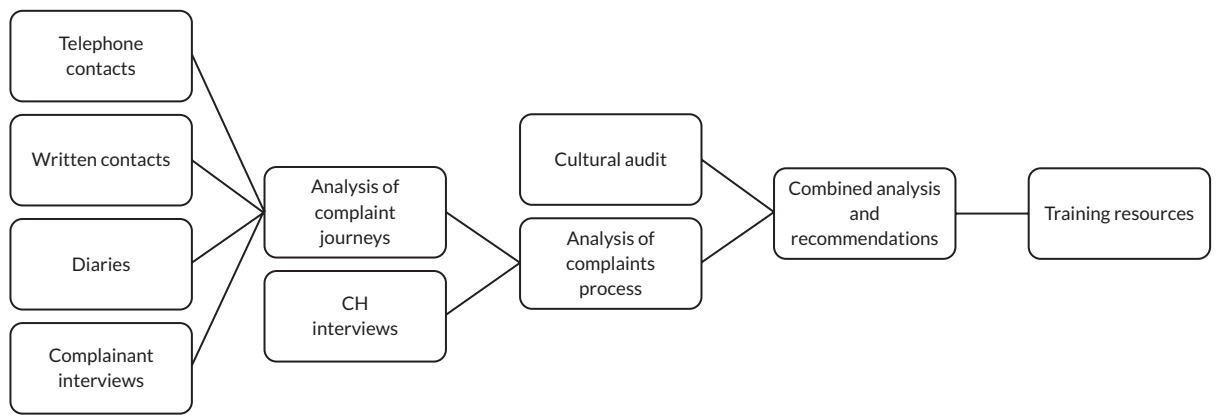 Telephone
contacts
Written contacts
Diaries
Complainant
interviews
Analysis of
complaint
journeys
CH
interviews
Cultural audit
Analysis of
complaints
process
Combined analysis
and
recommendations
Training resources